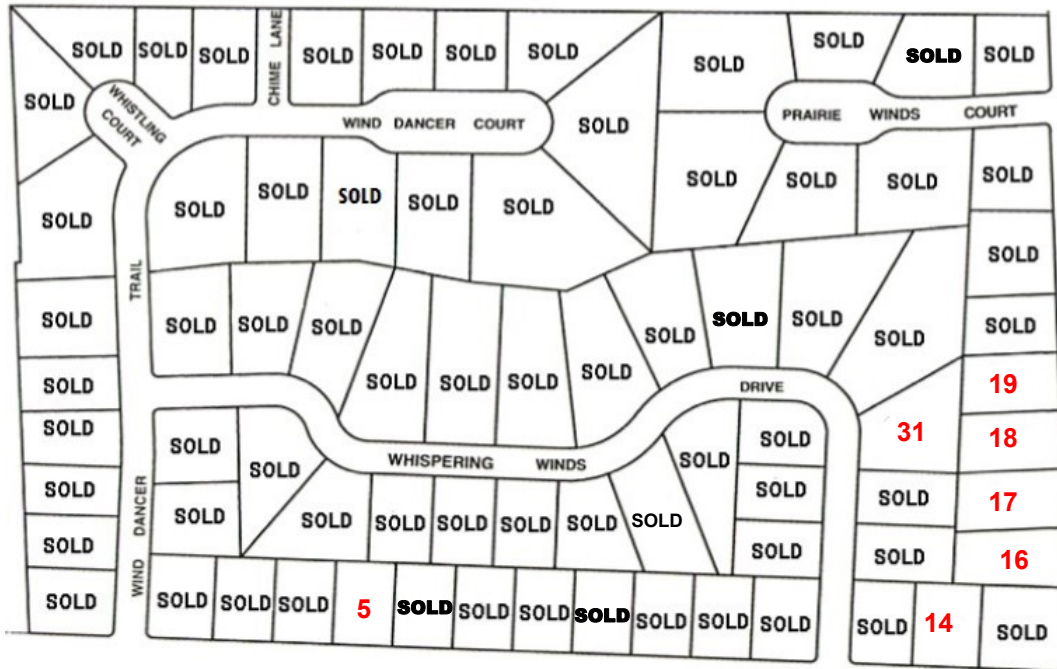 SOLD SOLD SOLD CHIME LANE SOLD SOLD SOLD SOLD SOLD SOLD SOLD SOLD
SOLD WHISTLING COURT WIND DANCER COURT SOLD PRAIRIE WINDS COURT
SOLD SOLD SOLD SOLD SOLD SOLD SOLD SOLD SOLD SOLD
SOLD TRAIL SOLD
SOLD SOLD SOLD SOLD SOLD SOLD SOLD SOLD SOLD
SOLD SOLD SOLD SOLD SOLD DRIVE 19
SOLD SOLD SOLD 31 18
SOLD SOLD WHISPERING WINDS SOLD
SOLD WIND DANCER SOLD SOLD SOLD SOLD SOLD SOLD SOLD SOLD SOLD 17
SOLD SOLD SOLD 16
SOLD SOLD SOLD SOLD 5 SOLD SOLD SOLD SOLD SOLD SOLD SOLD SOLD 14 SOLD